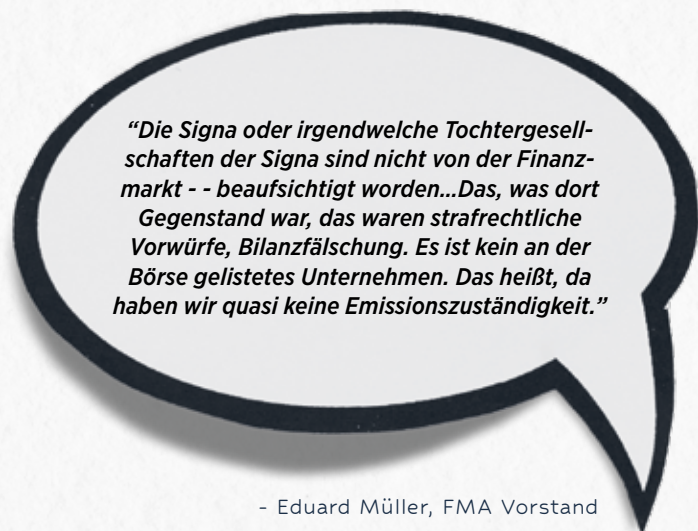 “Die Signa oder irgendwelche Tochtergesell-
schaften der Signa sind nicht von der Finanz-
markt - - beaufsichtigt worden...Das, was dort
Gegenstand war, das waren strafrechtliche
Vorwürfe, Bilanzfälschung. Es ist kein an der
Börse gelistetes Unternehmen. Das heißt, da
haben wir quasi keine Emissionszuständigkeit.”
- Eduard Müller, FMA Vorstand